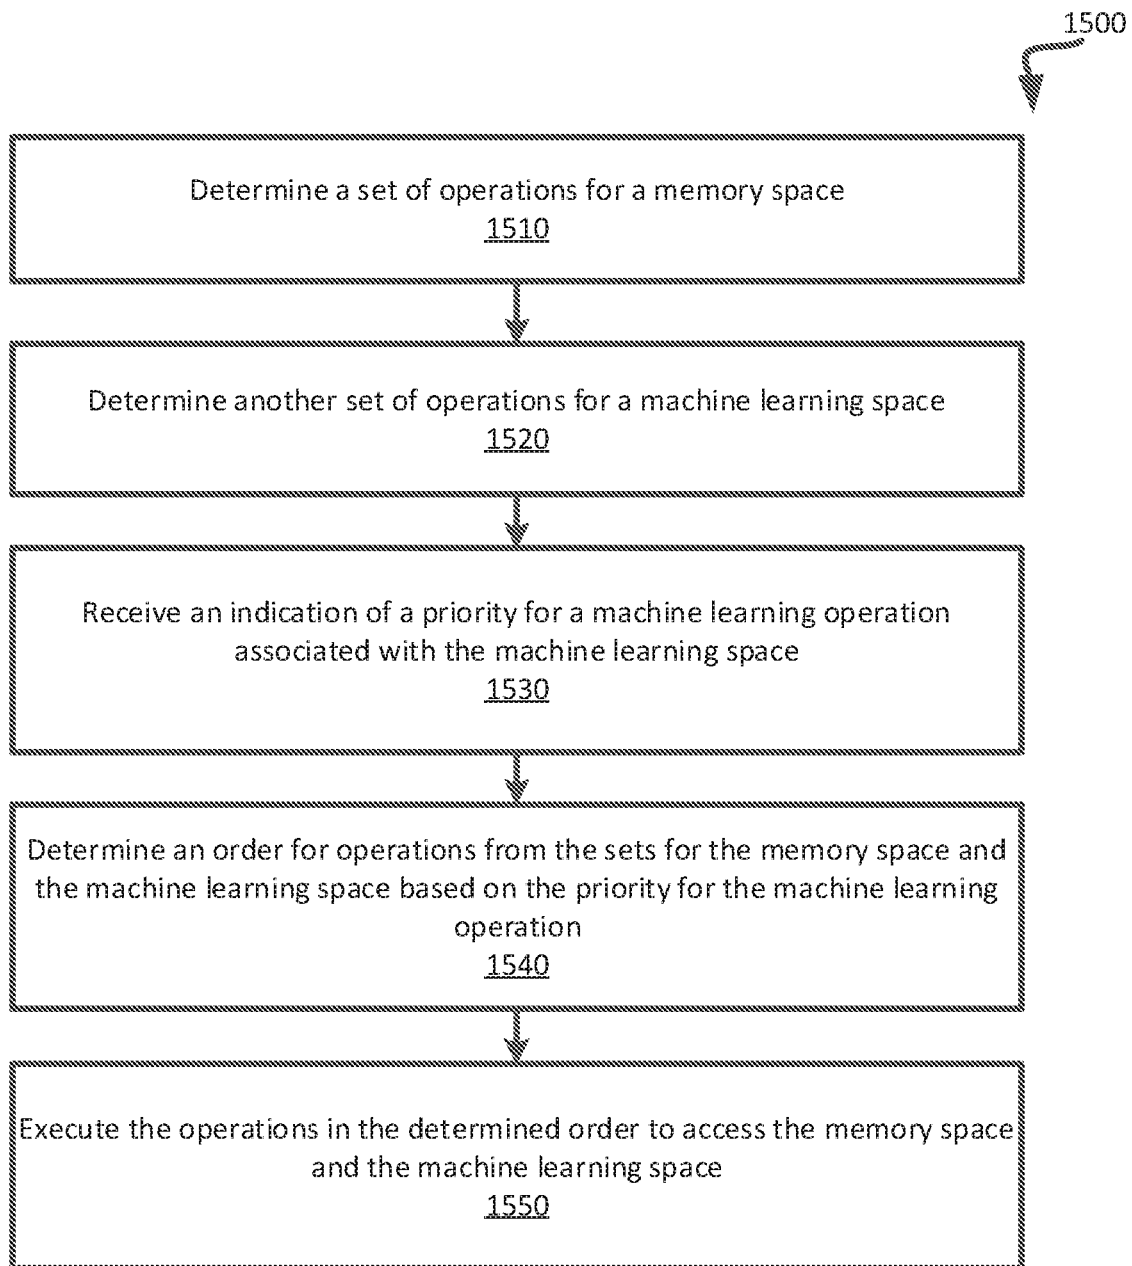 1500
Determine a set of operations for a memory space
1510
Determine another set of operations for a machine learning space
1520
Receive an indication of a priority for a machine learning operation
associated with the machine learning space
1530
Determine an order for operations from the sets for the memory space and
the machine learning space based on the priority for the machine learning
operation
1540
Execute the operations in the determined order to access the memory space
and the machine learning space
1550